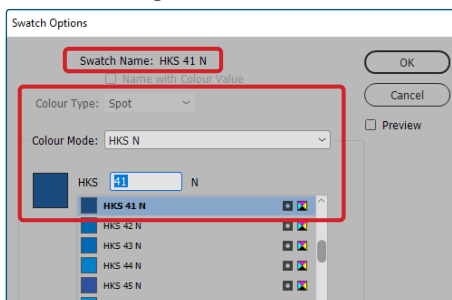 Swatch Options
Swatch Name: HKS 41 N
OK
Name with Colour Value
Cancel
Colour Type: Spot
Preview
Colour Mode: HKS N
HKS 41 N
HKS 41 N
HKS 42 N
HKS 43 N
HKS 44 N
HKS 45 N